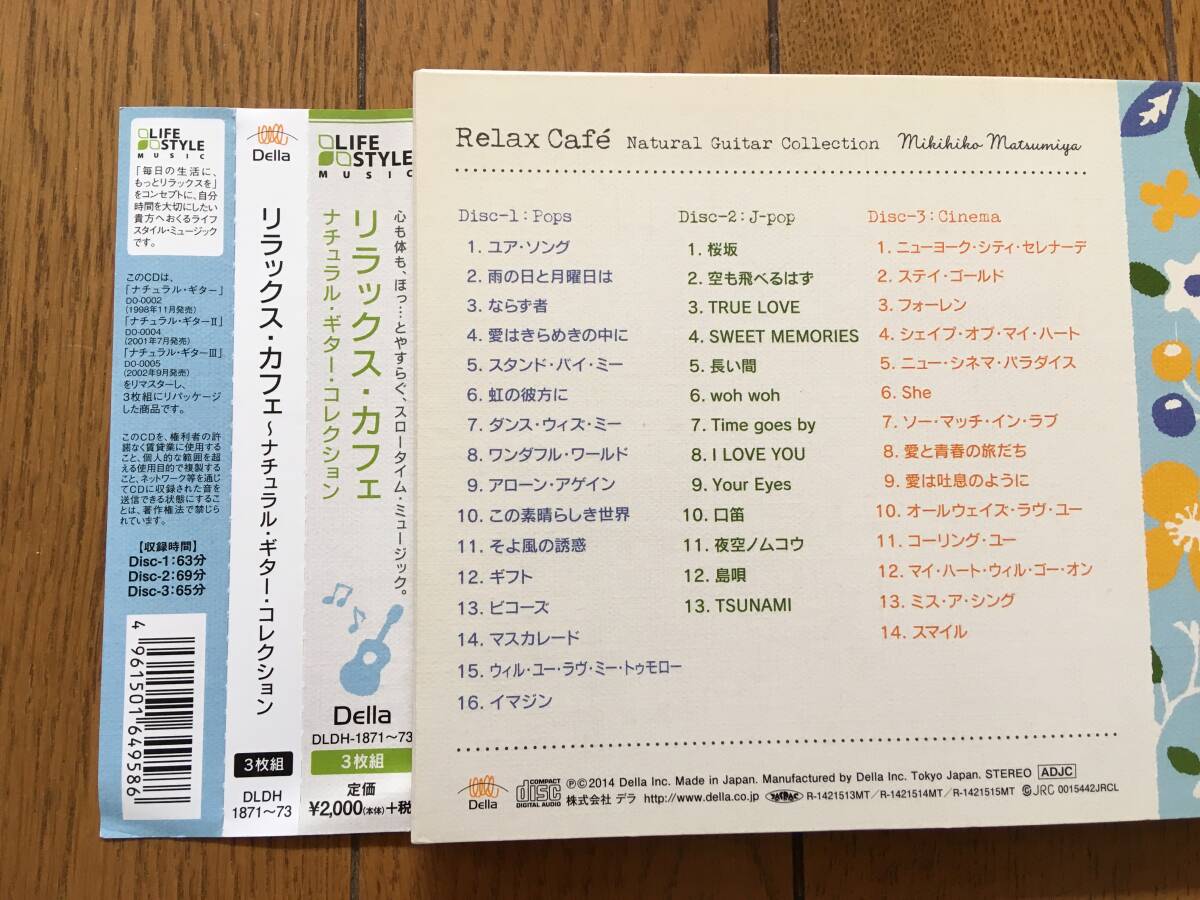 LIFE
STYLE
MUSIC
「毎日の生活に、
もっとリラックスを」
をコンセプトに、自分
時間を大切にしたい
貴方へおくるライフ
スタイル・ミュージック
です。
このCDは、
「ナチュラル・ギター」
DO-0002
(1998年11月発売)
「ナチュラル・ギターII」
DO-0004
(2001年7月発売)
「ナチュラル・ギターIII」
DO-0005
(2002年9月発売)
をリマスターし、
3枚組にリパッケージ
した商品です。
このCDを、権利者の許
諾なく賃貸業に使用する
こと、個人的な範囲を超
える使用目的で複製する
こと、ネットワーク等を通じ
てCDに収録された音を
送信できる状態にするこ
とは、著作権法で禁じら
れています。
【収録時間】
Disc-1:63分
Disc-2:69分
Disc-3:65分
4961501649586
Della
リラックス・カフェ〜ナチュラル・ギター・コレクション
3枚組
DLDH
1871〜73
LIFE
STYLE
MUSIC
心も体も、ほっ…とやすらぐ、スロータイム・ミュージック。
リラックス・カフェ
ナチュラル・ギター・コレクション
Della
DLDH-1871〜73
3枚組
定価
¥2,000(本体)+税
Relax Café Natural Guitar Collection Mikihiko Matsumiya
Disc-1:Pops
1. ユア・ソング
2. 雨の日と月曜日は
3. ならず者
4. 愛はきらめきの中に
5. スタンド・バイ・ミー
6. 虹の彼方に
7. ダンス・ウィズ・ミー
8. ワンダフル・ワールド
9. アローン・アゲイン
10. この素晴らしき世界
11. そよ風の誘惑
12. ギフト
13. ビコーズ
14. マスカレード
15. ウィル・ユー・ラヴ・ミー・トゥモロー
16. イマジン
Disc-2:J-pop
1. 桜坂
2. 空も飛べるはず
3. TRUE LOVE
4. SWEET MEMORIES
5. 長い間
6. woh woh
7. Time goes by
8. I LOVE YOU
9. Your Eyes
10. 口笛
11. 夜空ノムコウ
12. 島唄
13. TSUNAMI
Disc-3:Cinema
1. ニューヨーク・シティ・セレナーデ
2. ステイ・ゴールド
3. フォーレン
4. シェイプ・オブ・マイ・ハート
5. ニュー・シネマ・パラダイス
6. She
7. ソー・マッチ・イン・ラブ
8. 愛と青春の旅だち
9. 愛は吐息のように
10. オールウェイズ・ラヴ・ユー
11. コーリング・ユー
12. マイ・ハート・ウィル・ゴー・オン
13. ミス・ア・シング
14. スマイル
Della
COMPACT
disc
DIGITAL AUDIO
Ⓟ©2014 Della Inc. Made in Japan. Manufactured by Della Inc. Tokyo Japan. STEREO ADJC
株式会社 デラ http://www.della.co.jp JASRAC R-1421513MT/R-1421514MT/R-1421515MT JRC 0015442JRCL